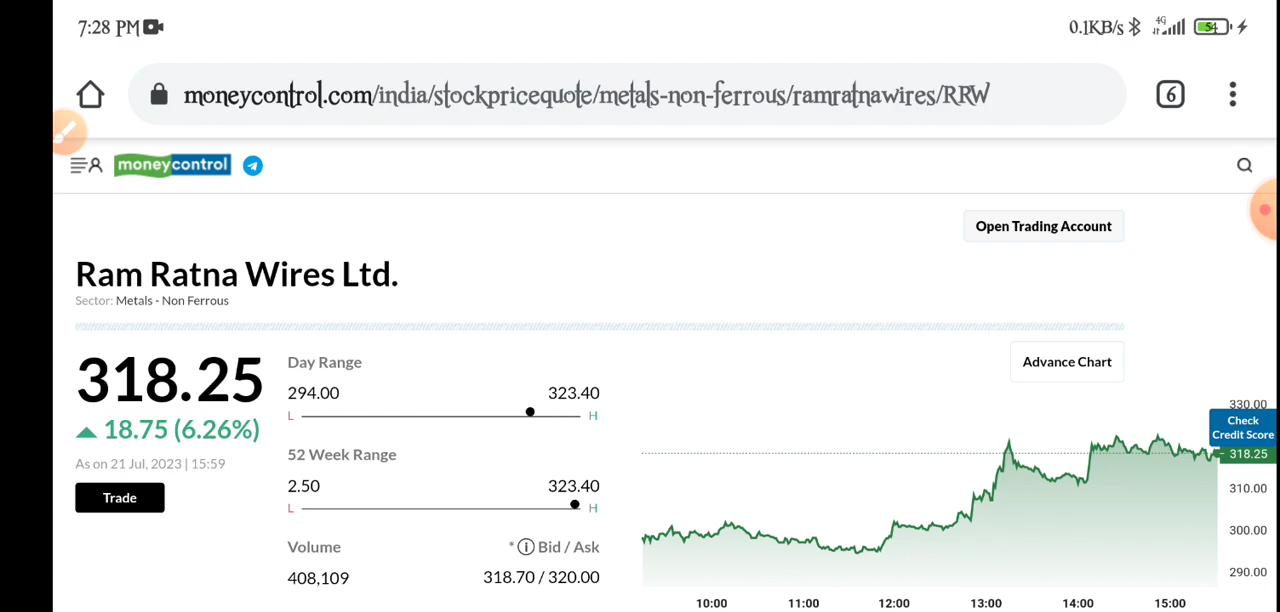 7:28 PM
0.1KB/s 4G 54
moneycontrol.com/india/stockpricequote/metals-non-ferrous/ramratnawires/RRW
6
moneycontrol
Open Trading Account
Ram Ratna Wires Ltd.
Sector: Metals - Non Ferrous
318.25
18.75 (6.26%)
As on 21 Jul, 2023 | 15:59
Trade
Day Range
294.00 323.40
L H
52 Week Range
2.50 323.40
L H
Volume * i Bid / Ask
408,109 318.70 / 320.00
Advance Chart
330.00
Check
Credit Score
318.25
310.00
300.00
290.00
10:00 11:00 12:00 13:00 14:00 15:00